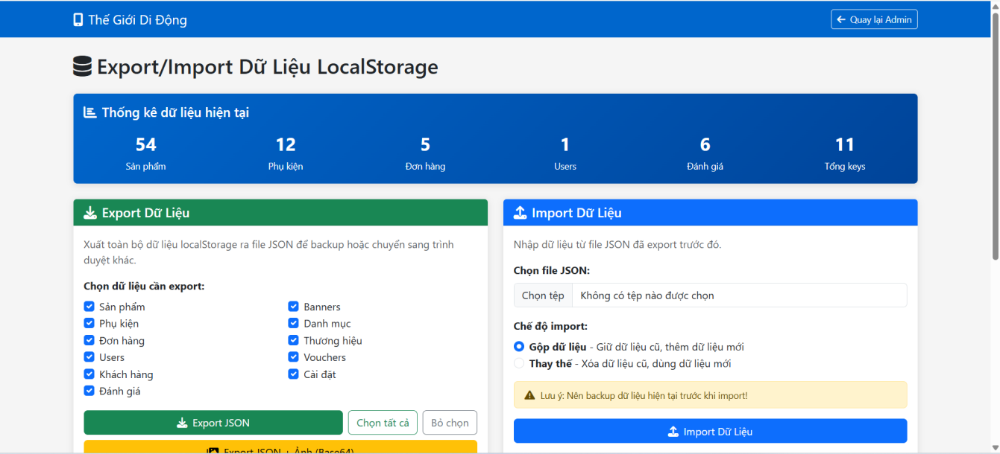 Thế Giới Di Động
Quay lại Admin
Export/Import Dữ Liệu LocalStorage
Thống kê dữ liệu hiện tại
54
Sản phẩm
12
Phụ kiện
5
Đơn hàng
1
Users
6
Đánh giá
11
Tổng keys
Export Dữ Liệu
Xuất toàn bộ dữ liệu localStorage ra file JSON để backup hoặc chuyển sang trình
duyệt khác.
Chọn dữ liệu cần export:
Sản phẩm
Phụ kiện
Đơn hàng
Users
Khách hàng
Đánh giá
Banners
Danh mục
Thương hiệu
Vouchers
Cài đặt
Export JSON
Chọn tất cả
Bỏ chọn
Export JSON + Ảnh (Base64)
Import Dữ Liệu
Nhập dữ liệu từ file JSON đã export trước đó.
Chọn file JSON:
Chọn tệp Không có tệp nào được chọn
Chế độ import:
Gộp dữ liệu - Giữ dữ liệu cũ, thêm dữ liệu mới
Thay thế - Xóa dữ liệu cũ, dùng dữ liệu mới
Lưu ý: Nên backup dữ liệu hiện tại trước khi import!
Import Dữ Liệu